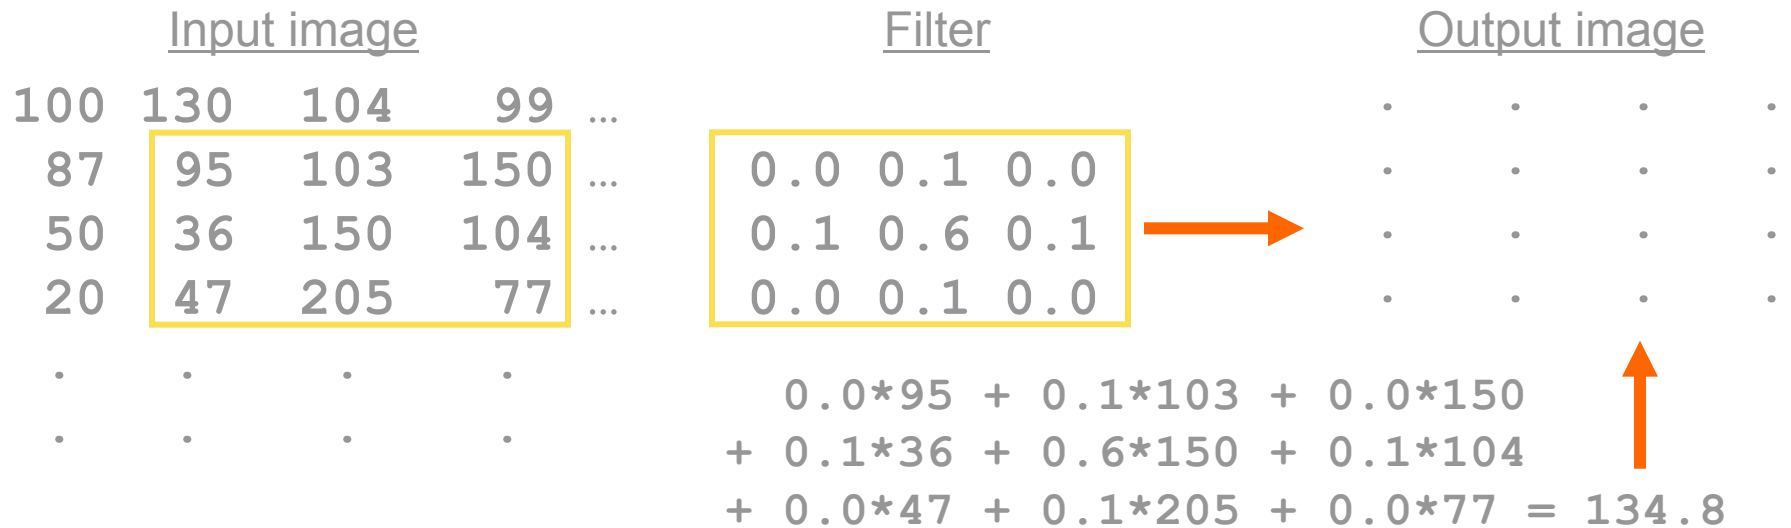 Input image Filter Output image
100 130 104 99 ... . . . .
87 95 103 150 ... 0.0 0.1 0.0 . . . .
50 36 150 104 ... 0.1 0.6 0.1 . . . .
20 47 205 77 ... 0.0 0.1 0.0 . . . .
. . . .
0.0*95 + 0.1*103 + 0.0*150
. . . .
+ 0.1*36 + 0.6*150 + 0.1*104
+ 0.0*47 + 0.1*205 + 0.0*77 = 134.8